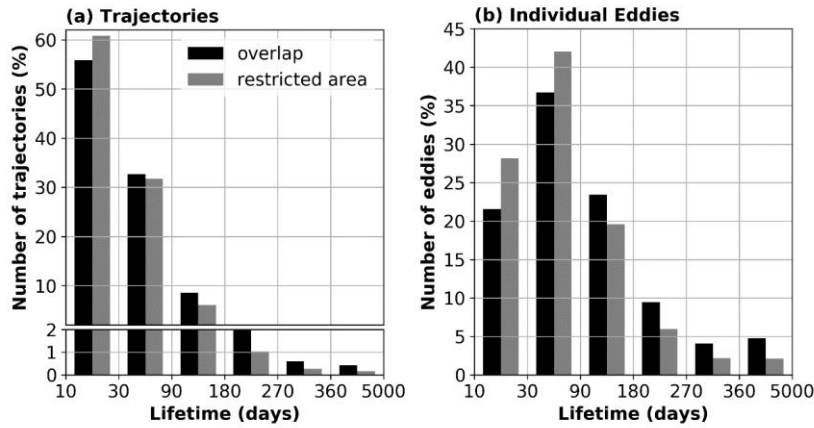 (a) Trajectories
Number of trajectories (%)
60
50
40
30
20
10
2
1
0
overlap
restricted area
10 30 90 180 270 360 5000
Lifetime (days)
(b) Individual Eddies
Number of eddies (%)
45
40
35
30
25
20
15
10
5
0
10 30 90 180 270 360 5000
Lifetime (days)